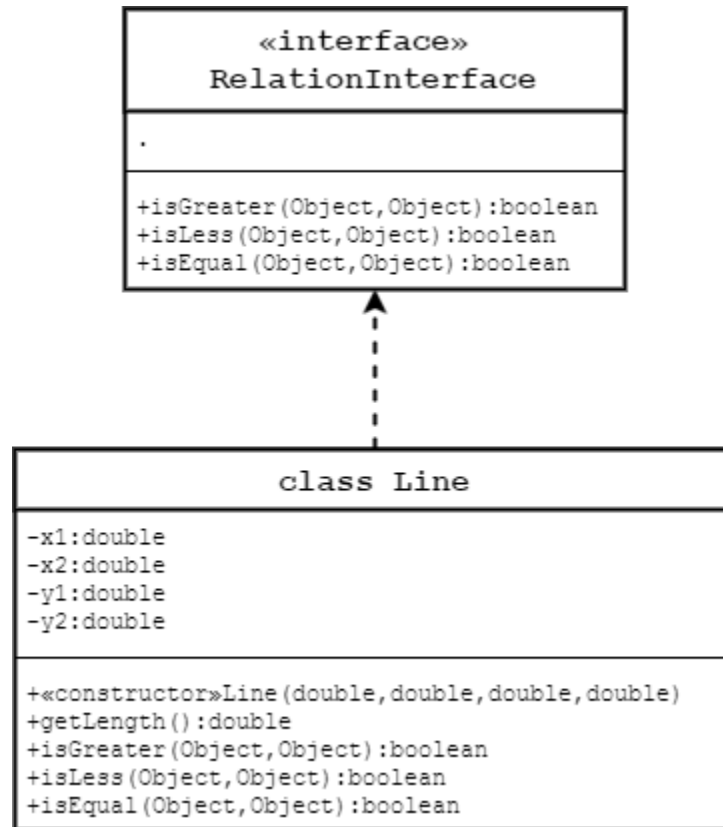 «interface»
RelationInterface
.
+isGreater(Object,Object):boolean
+isLess(Object,Object):boolean
+isEqual(Object,Object):boolean
class Line
-x1:double
-x2:double
-y1:double
-y2:double
+«constructor»Line(double,double,double,double)
+getLength():double
+isGreater(Object,Object):boolean
+isLess(Object,Object):boolean
+isEqual(Object,Object):boolean